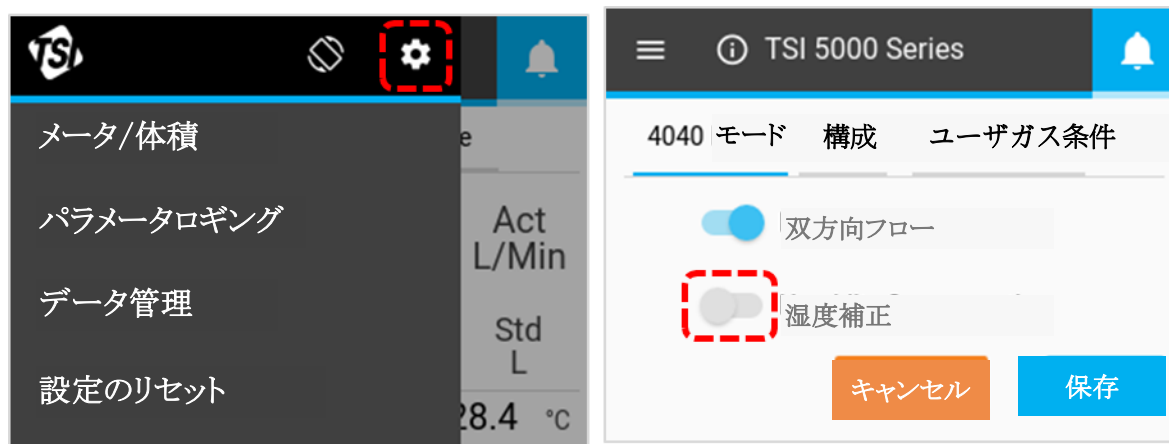 TSI
メータ/体積
パラメータロギング
データ管理
設定のリセット
e
Act
L/Min
Std
L
28.4 °C
TSI 5000 Series
4040 モード 構成 ユーザガス条件
双方向フロー
湿度補正
キャンセル 保存